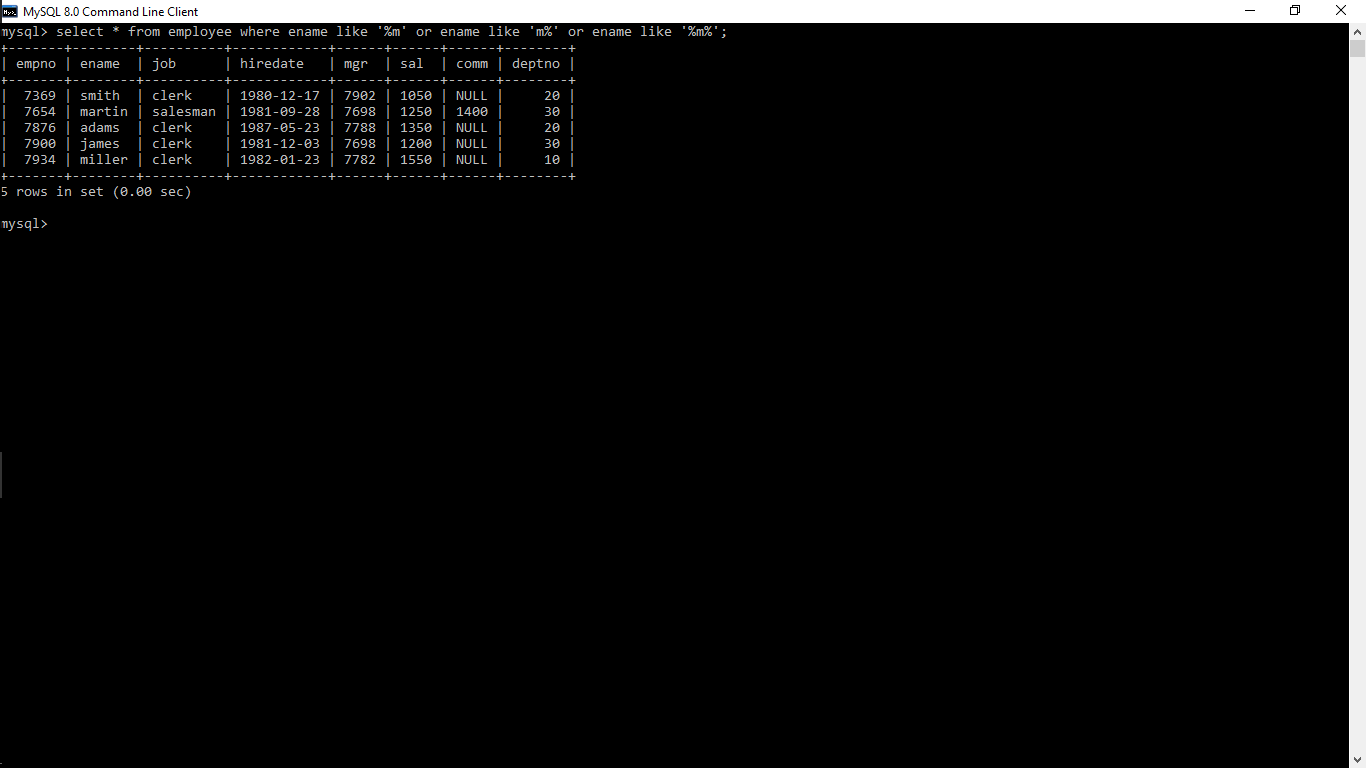 MySQL 8.0 Command Line Client
mysql> select * from employee where ename like '%m' or ename like 'm%' or ename like '%m%';
+-------+--------+----------+------------+------+------+------+--------+
| empno | ename  | job      | hiredate   | mgr  | sal  | comm | deptno |
+-------+--------+----------+------------+------+------+------+--------+
|  7369 | smith  | clerk    | 1980-12-17 | 7902 | 1050 | NULL |     20 |
|  7654 | martin | salesman | 1981-09-28 | 7698 | 1250 | 1400 |     30 |
|  7876 | adams  | clerk    | 1987-05-23 | 7788 | 1350 | NULL |     20 |
|  7900 | james  | clerk    | 1981-12-03 | 7698 | 1200 | NULL |     30 |
|  7934 | miller | clerk    | 1982-01-23 | 7782 | 1550 | NULL |     10 |
+-------+--------+----------+------------+------+------+------+--------+
5 rows in set (0.00 sec)
mysql>